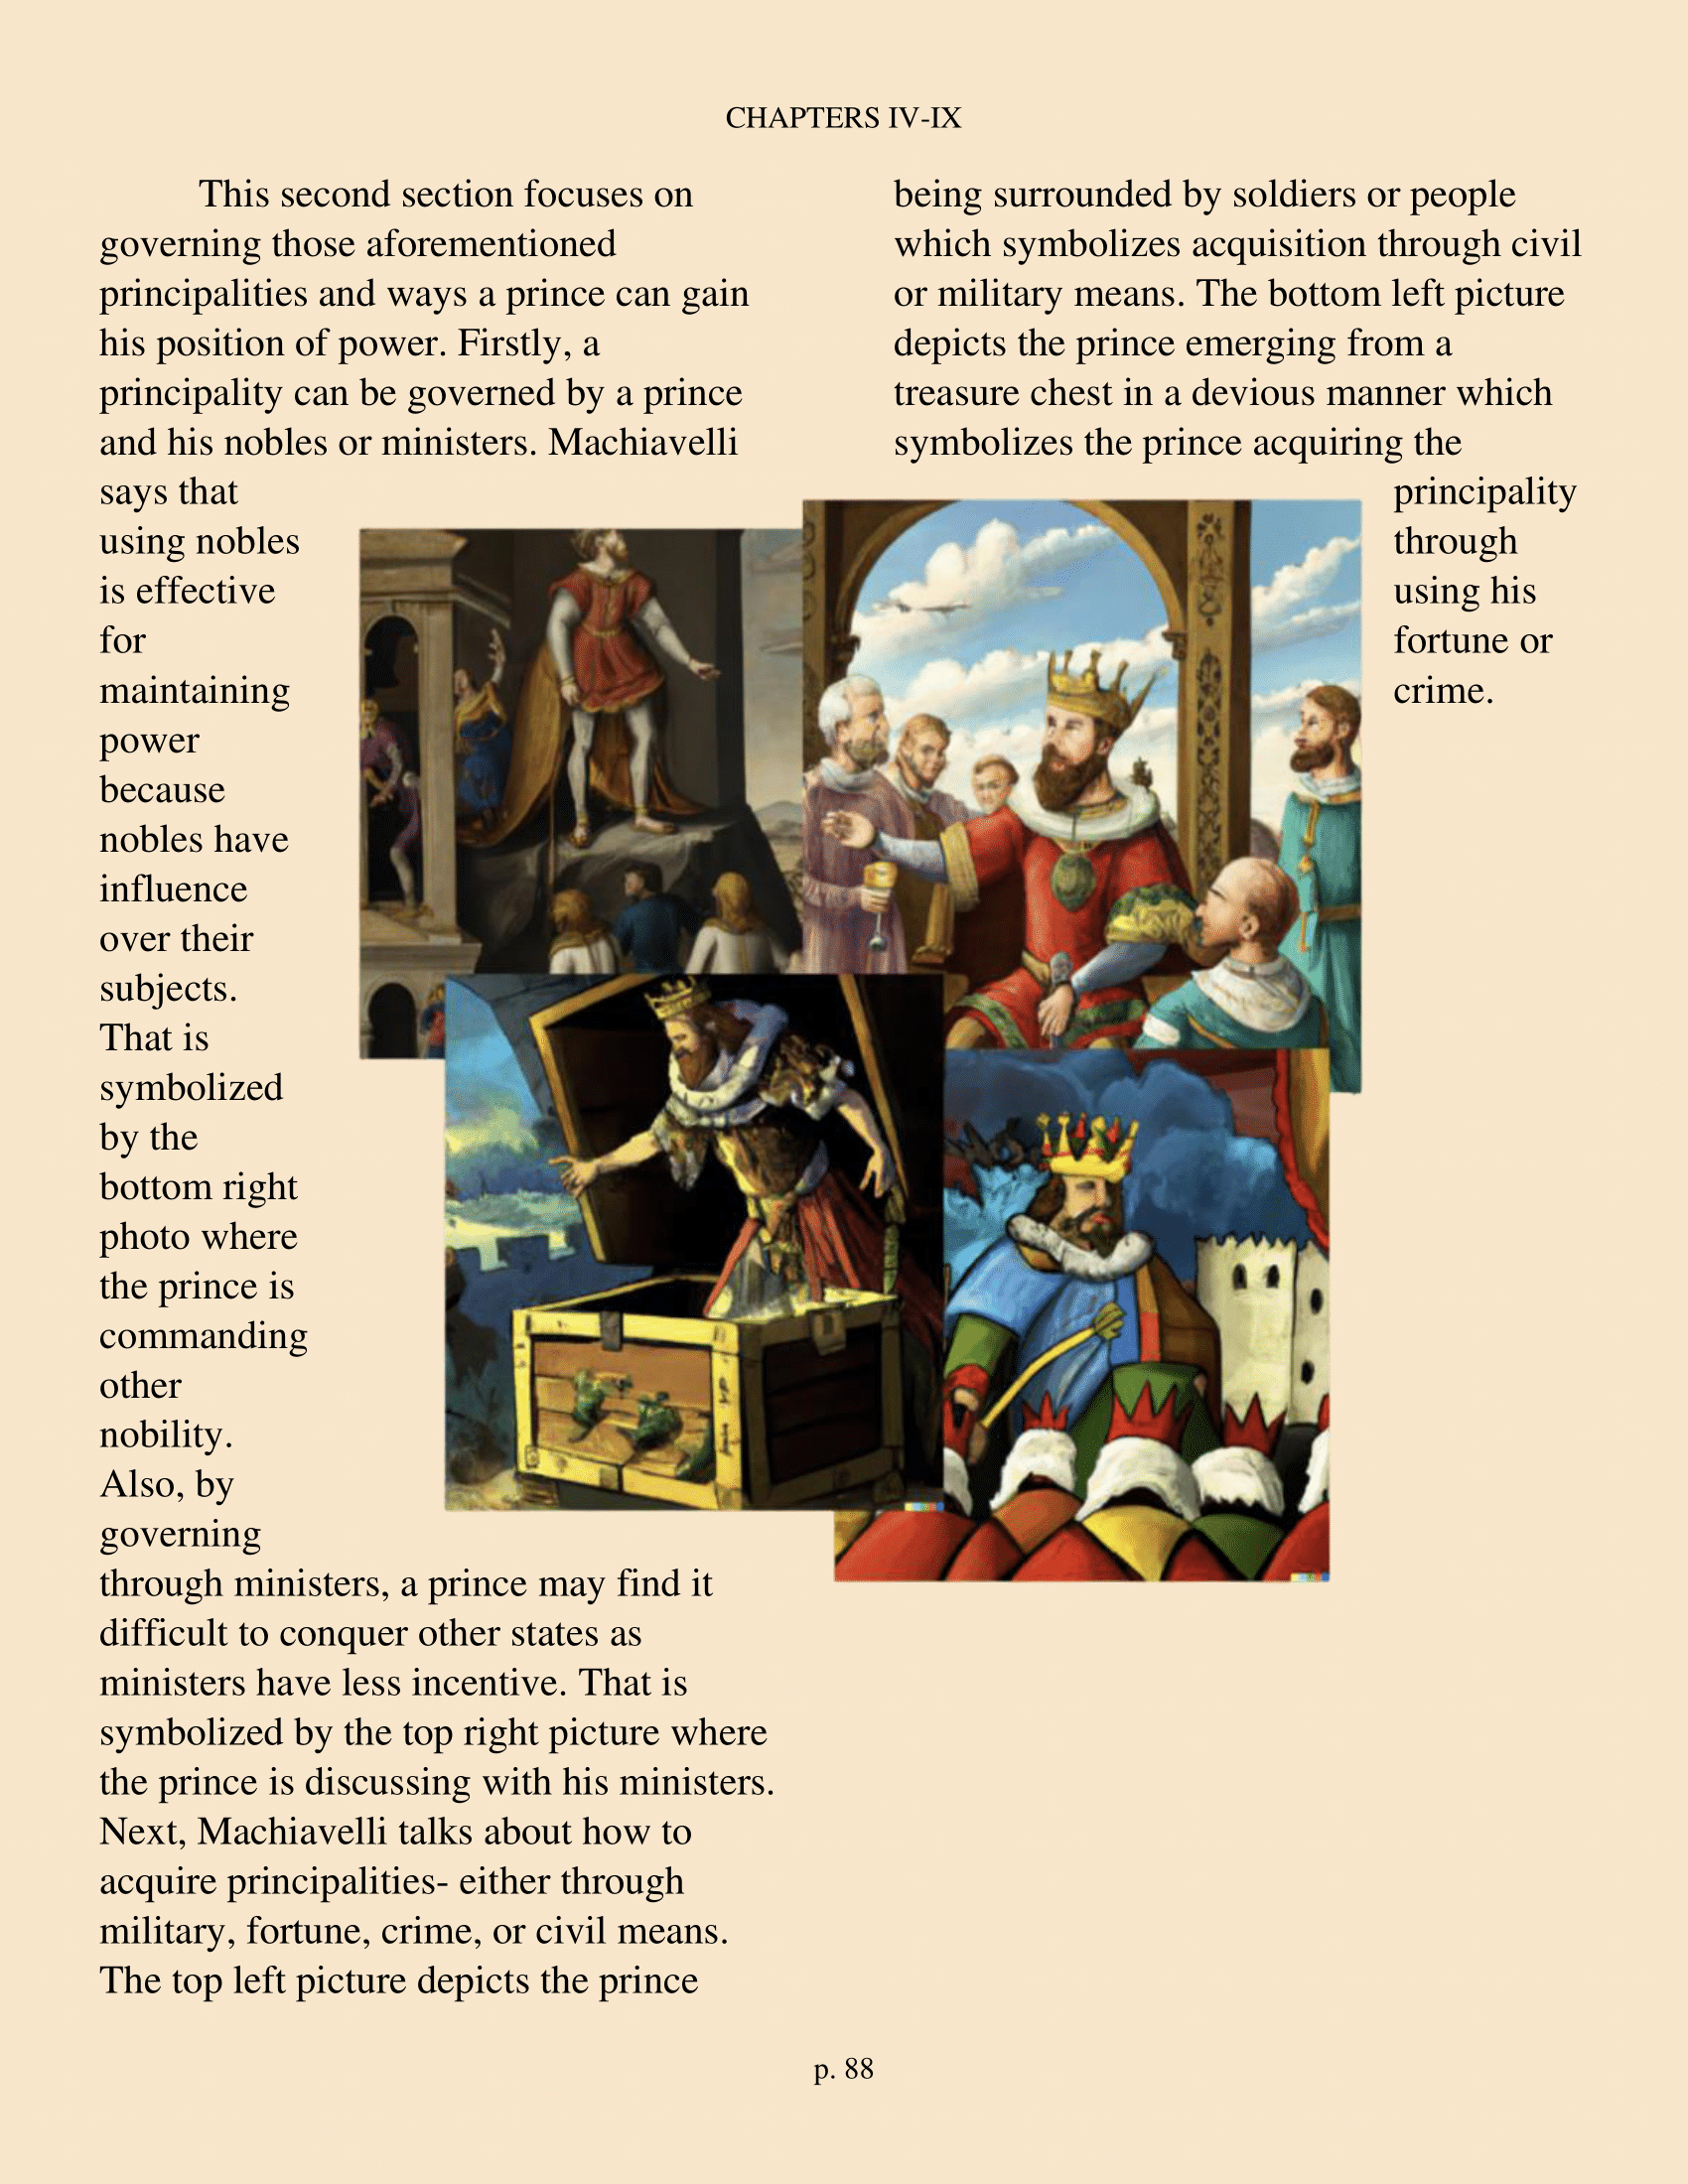 CHAPTERS IV-IX
This second section focuses on
governing those aforementioned
principalities and ways a prince can gain
his position of power. Firstly, a
principality can be governed by a prince
and his nobles or ministers. Machiavelli
says that
using nobles
is effective
for
maintaining
power
because
nobles have
influence
over their
subjects.
That is
symbolized
by the
bottom right
photo where
the prince is
commanding
other
nobility.
Also, by
governing
through ministers, a prince may find it
difficult to conquer other states as
ministers have less incentive. That is
symbolized by the top right picture where
the prince is discussing with his ministers.
Next, Machiavelli talks about how to
acquire principalities- either through
military, fortune, crime, or civil means.
The top left picture depicts the prince
being surrounded by soldiers or people
which symbolizes acquisition through civil
or military means. The bottom left picture
depicts the prince emerging from a
treasure chest in a devious manner which
symbolizes the prince acquiring the
principality
through
using his
fortune or
crime.
p. 88